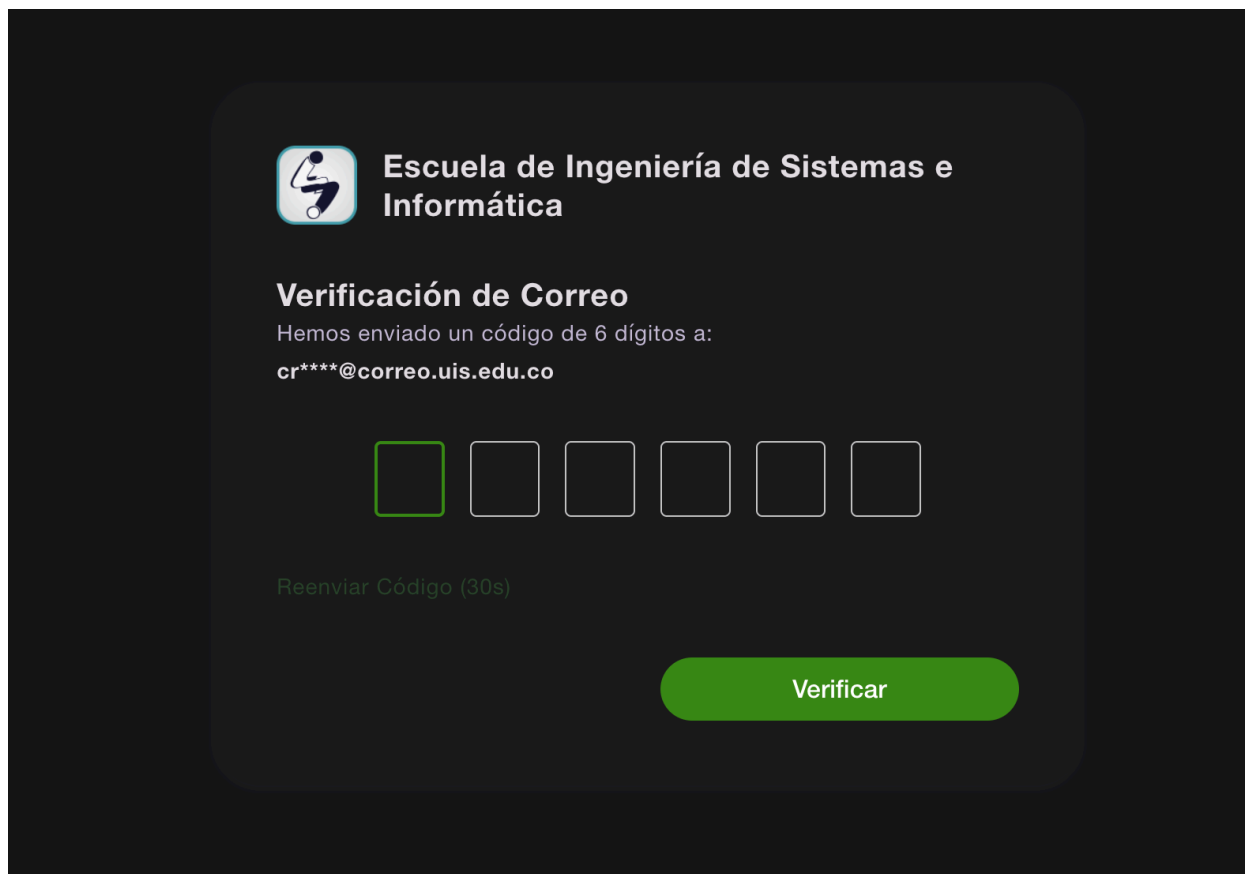 Escuela de Ingeniería de Sistemas e
Informática
Verificación de Correo
Hemos enviado un código de 6 dígitos a:
cr****@correo.uis.edu.co
Reenviar Código (30s)
Verificar